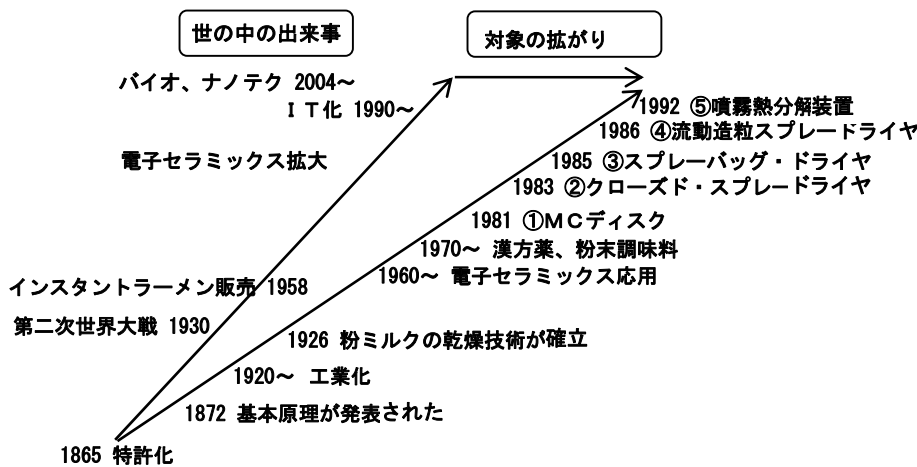 世の中の出来事
対象の拡がり
バイオ、ナノテク 2004～
ＩＴ化 1990～
1992 ⑤噴霧熱分解装置
1986 ④流動造粒スプレードライヤ
電子セラミックス拡大
1985 ③スプレーバッグ・ドライヤ
1983 ②クローズド・スプレードライヤ
1981 ①ＭＣディスク
1970～ 漢方薬、粉末調味料
1960～ 電子セラミックス応用
インスタントラーメン販売 1958
第二次世界大戦 1930
1926 粉ミルクの乾燥技術が確立
1920～ 工業化
1872 基本原理が発表された
1865 特許化